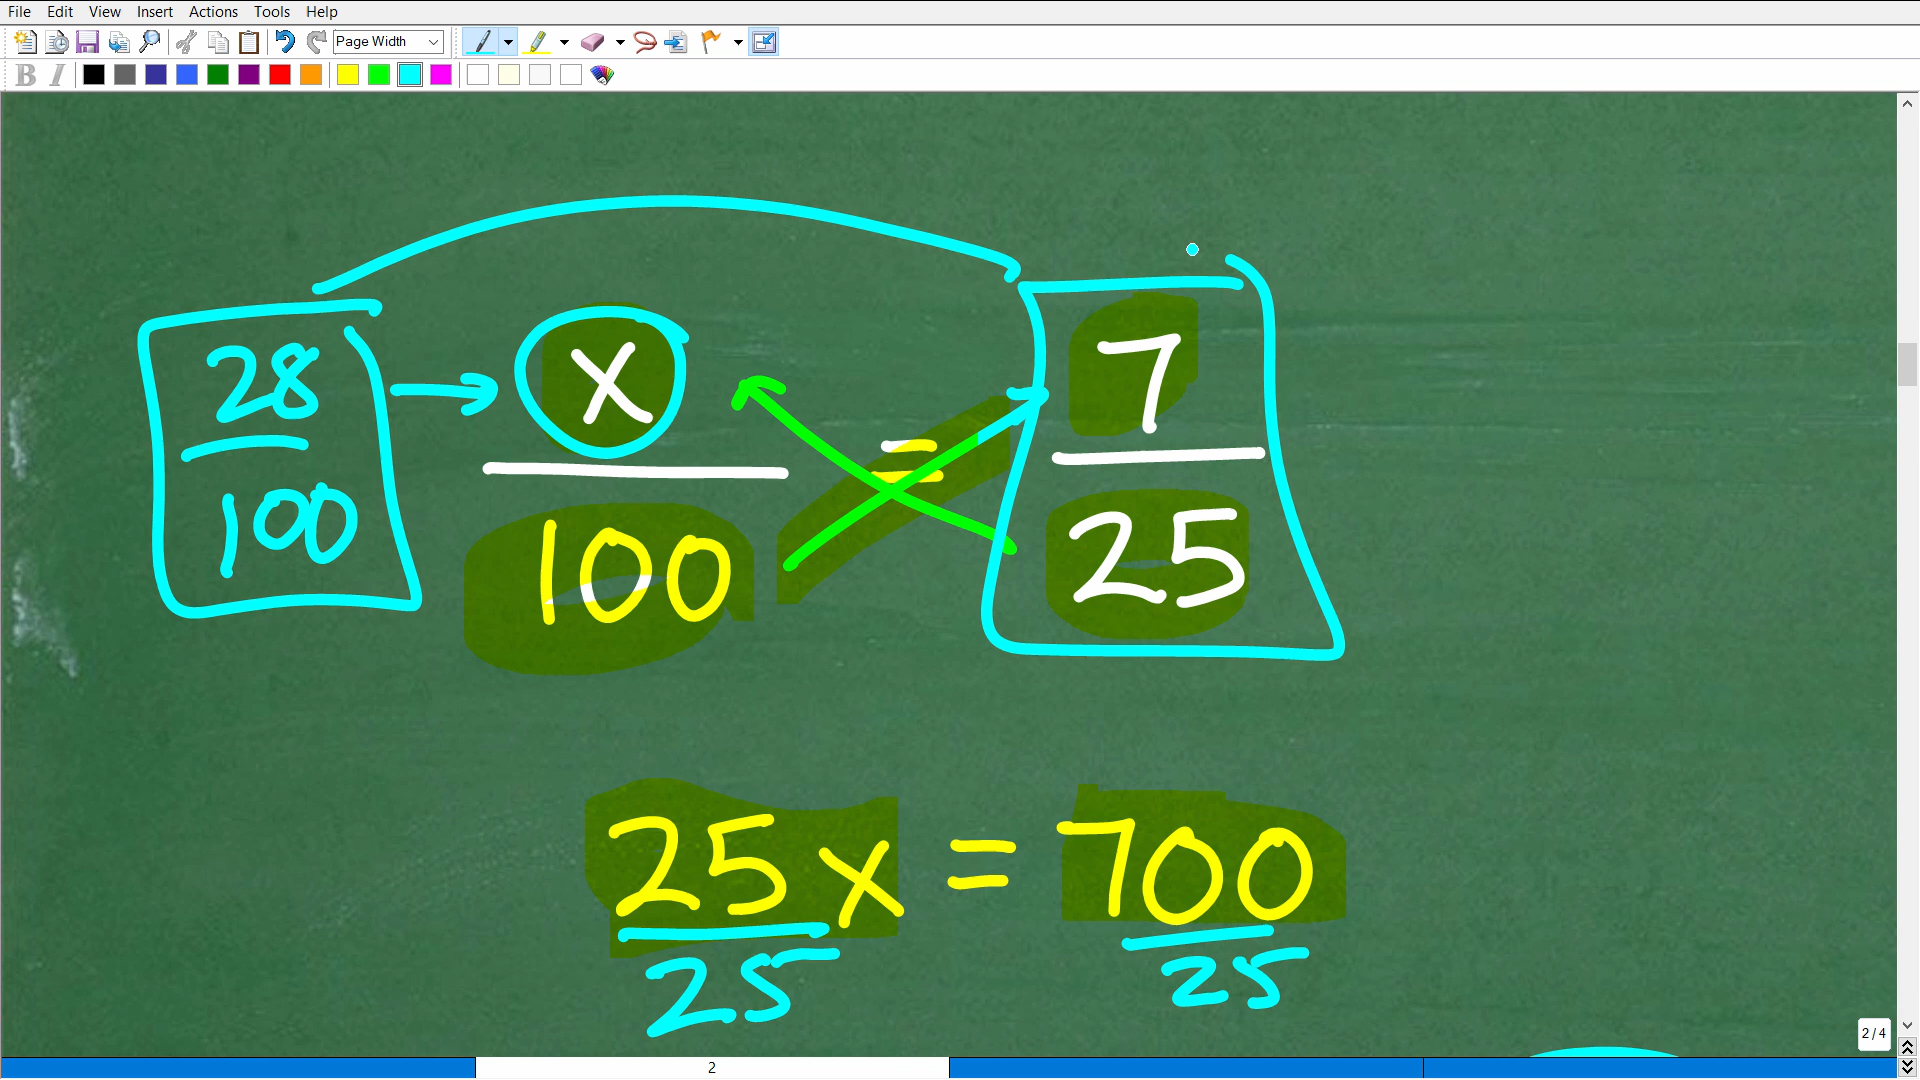 File Edit View Insert Actions Tools Help
Page Width
B I
28 x 7
100 100 = 25
25x = 700
25 25
2 / 4
2